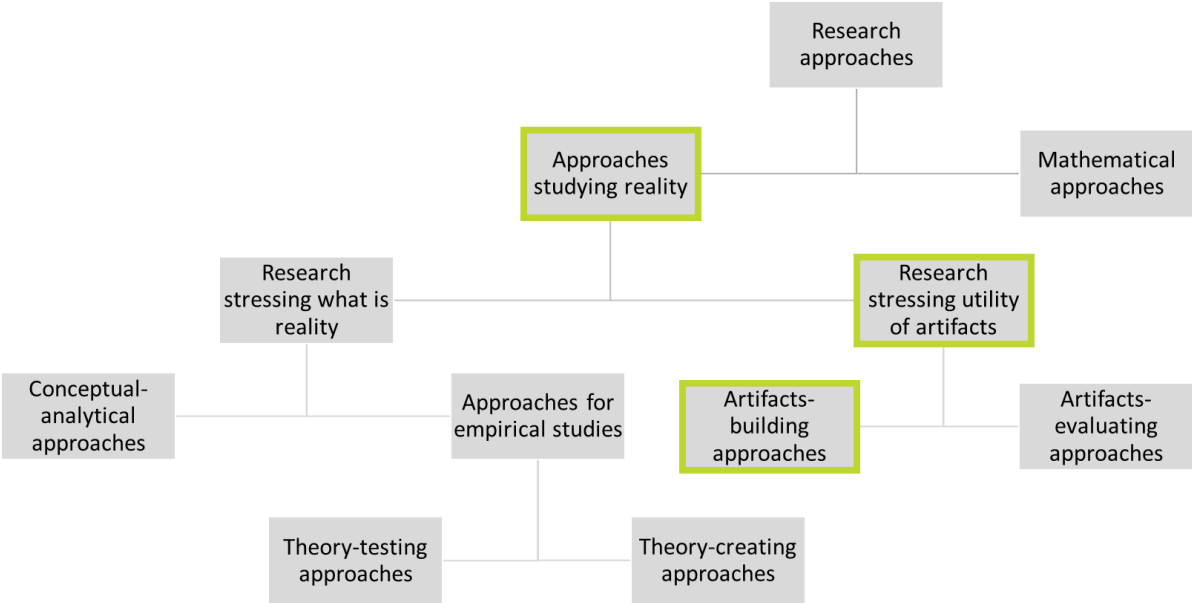 Research
approaches
Approaches
studying reality
Mathematical
approaches
Research
stressing what is
reality
Research
stressing utility
of artifacts
Conceptual-
analytical
approaches
Approaches for
empirical studies
Artifacts-
building
approaches
Artifacts-
evaluating
approaches
Theory-testing
approaches
Theory-creating
approaches